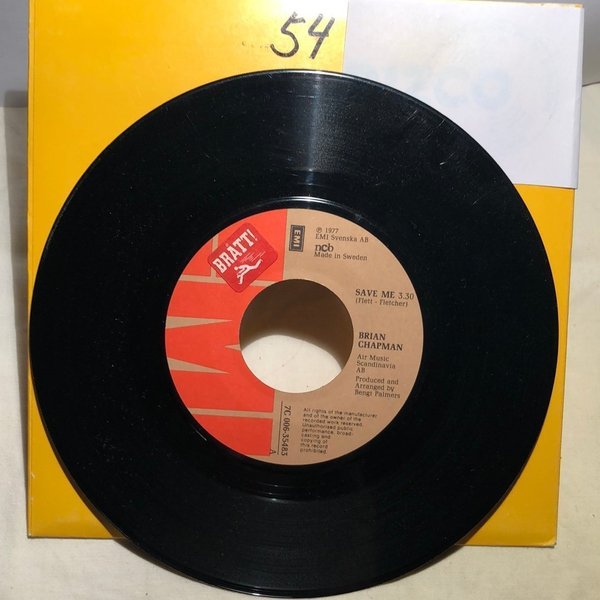 54
BRÅTT!
EMI
℗ 1977
EMI Svenska AB
ncb
Made in Sweden
SAVE ME 3.30
(Flett - Fletcher)
BRIAN
CHAPMAN
Air Music
Scandinavia
AB
Produced and
Arranged by
Bengt Palmers
All rights of the manufacturer
and of the owner of the
recorded work reserved.
Unauthorised public
performance, broad-
casting and
copying of
this record
prohibited.
7C 006-35483
A